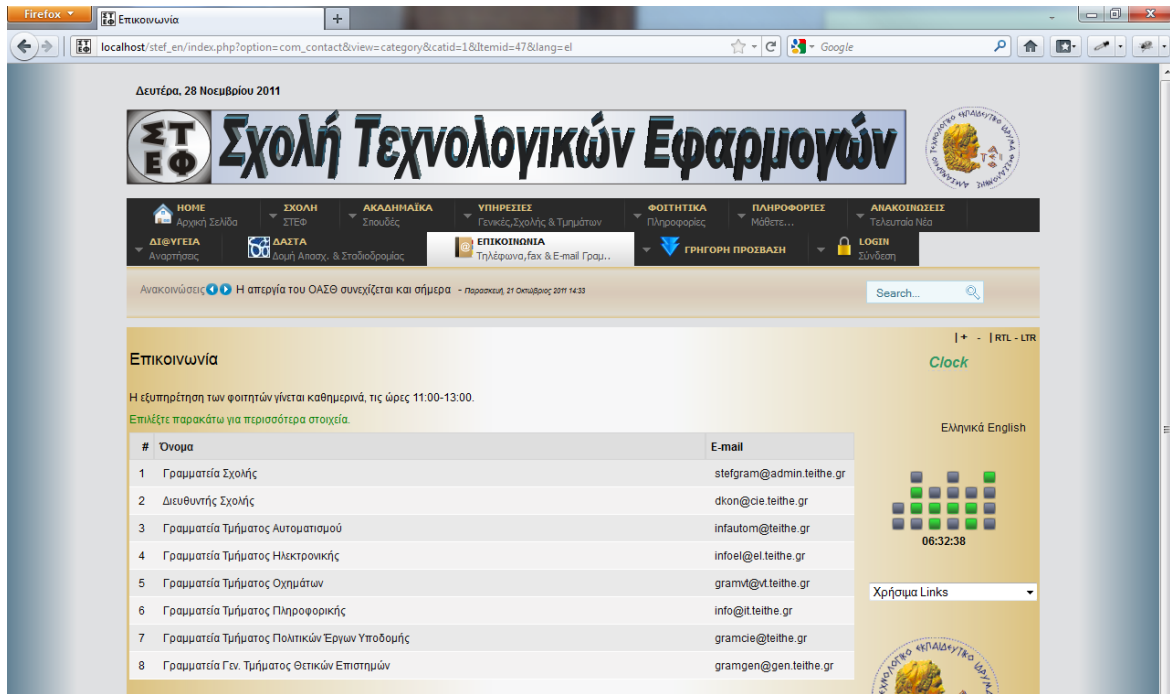 Firefox
Επικοινωνία
localhost/stef_en/index.php?option=com_contact&view=category&catid=1&Itemid=47&lang=el
Google
Δευτέρα, 28 Νοεμβρίου 2011
ΣΤ
ΕΦ
Σχολή Τεχνολογικών Εφαρμογών
HOME ΣΧΟΛΗ ΑΚΑΔΗΜΑΪΚΑ ΥΠΗΡΕΣΙΕΣ ΦΟΙΤΗΤΙΚΑ ΠΛΗΡΟΦΟΡΙΕΣ ΑΝΑΚΟΙΝΩΣΕΙΣ
Αρχική Σελίδα ΣΤΕΦ Σπουδές Γενικές,Σχολής & Τμημάτων Πληροφορίες Μάθετε... Τελευταία Νέα
ΔΙ@ΥΓΕΙΑ ΔΑΣΤΑ ΕΠΙΚΟΙΝΩΝΙΑ ΓΡΗΓΟΡΗ ΠΡΟΣΒΑΣΗ LOGIN
Αναρτήσεις Δομή Απασχ. & Σταδιοδρομίας Τηλέφωνα,fax & E-mail Γραμ.. Σύνδεση
Ανακοινώσεις Η απεργία του ΟΑΣΘ συνεχίζεται και σήμερα - Παρασκευή, 21 Οκτώβριος 2011 14:33
Search...
| + - | RTL - LTR
Επικοινωνία
Clock
Η εξυπηρέτηση των φοιτητών γίνεται καθημερινά, τις ώρες 11:00-13:00.
Επιλέξτε παρακάτω για περισσότερα στοιχεία.
Ελληνικά English
# Όνομα E-mail
1 Γραμματεία Σχολής stefgram@admin.teithe.gr
2 Διευθυντής Σχολής dkon@cie.teithe.gr
3 Γραμματεία Τμήματος Αυτοματισμού infautom@teithe.gr
4 Γραμματεία Τμήματος Ηλεκτρονικής infoel@el.teithe.gr
06:32:38
5 Γραμματεία Τμήματος Οχημάτων gramvt@vt.teithe.gr
Χρήσιμα Links
6 Γραμματεία Τμήματος Πληροφορικής info@it.teithe.gr
7 Γραμματεία Τμήματος Πολιτικών Έργων Υποδομής gramcie@teithe.gr
8 Γραμματεία Γεν. Τμήματος Θετικών Επιστημών gramgen@gen.teithe.gr